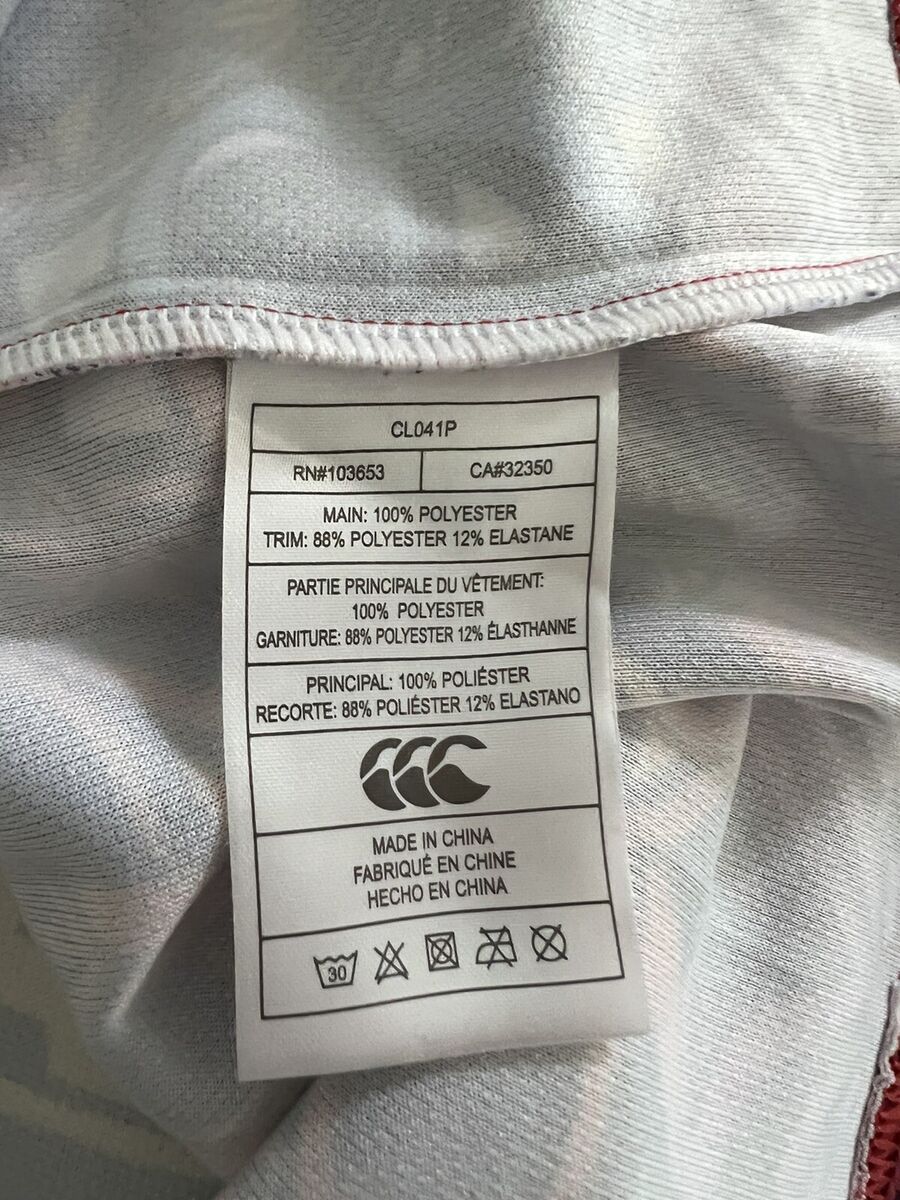 CL041P
RN#103653 CA#32350
MAIN: 100% POLYESTER
TRIM: 88% POLYESTER 12% ELASTANE
PARTIE PRINCIPALE DU VÊTEMENT:
100% POLYESTER
GARNITURE: 88% POLYESTER 12% ÉLASTHANNE
PRINCIPAL: 100% POLIÉSTER
RECORTE: 88% POLIÉSTER 12% ELASTANO
MADE IN CHINA
FABRIQUÉ EN CHINE
HECHO EN CHINA
30